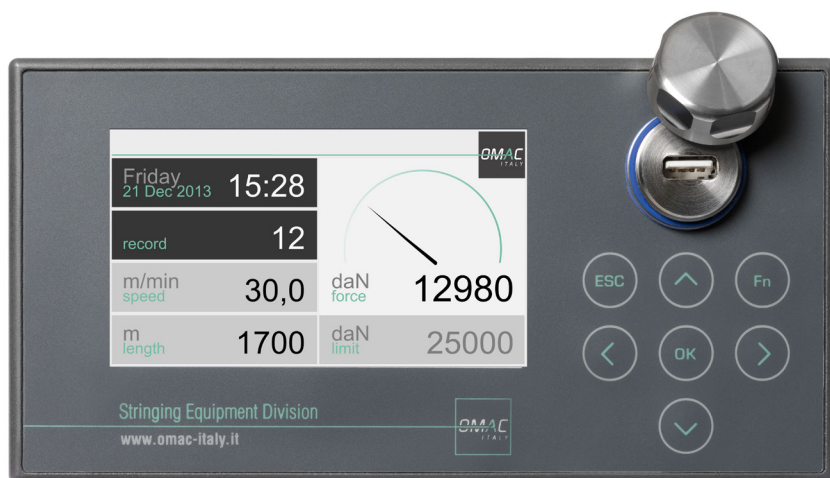 OMAC
ITALY
Friday
21 Dec 2013
15:28
record
12
m/min
speed
30,0
daN
force
12980
m
length
1700
daN
limit
25000
ESC
Fn
OK
Stringing Equipment Division
www.omac-italy.it
OMAC
ITALY